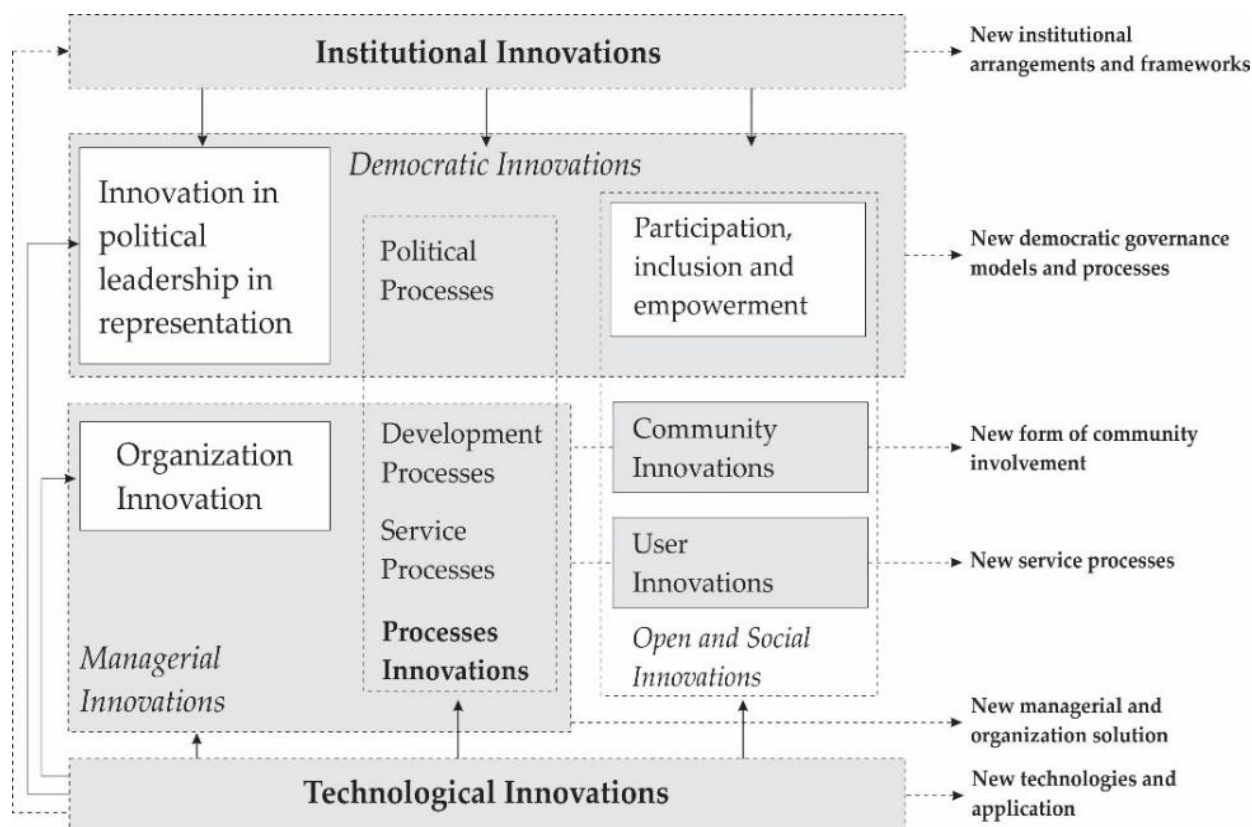 Institutional Innovations
New institutional
arrangements and frameworks
Democratic Innovations
Innovation in
political
leadership in
representation
Political
Processes
Participation,
inclusion and
empowerment
New democratic governance
models and processes
Organization
Innovation
Development
Processes
Community
Innovations
New form of community
involvement
Service
Processes
User
Innovations
New service processes
Managerial
Innovations
Processes
Innovations
Open and Social
Innovations
New managerial and
organization solution
Technological Innovations
New technologies and
application